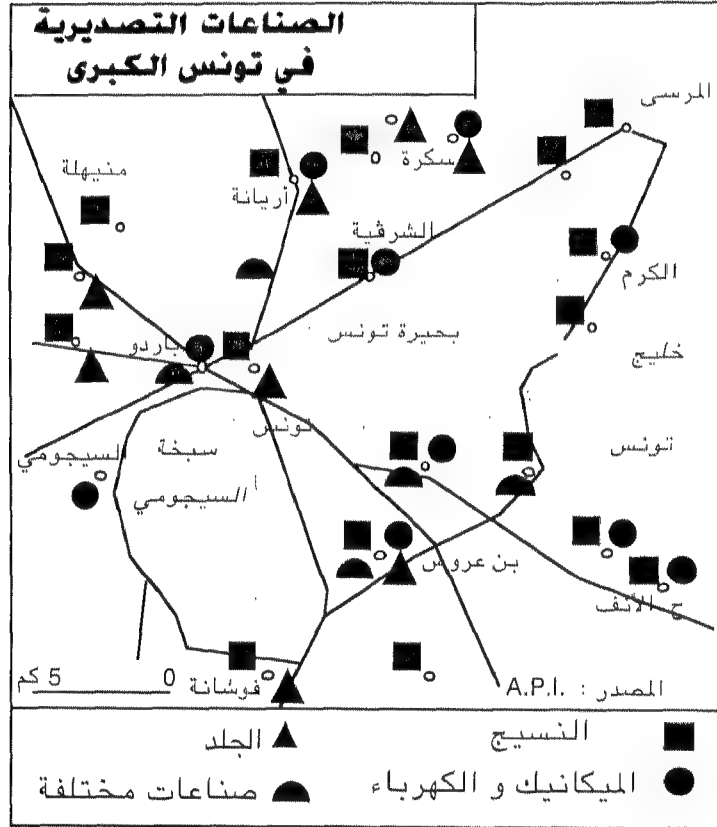 الصناعات التصديرية
في تونس الكبرى
المرسى
سكرة
منيهلة
أريانة
الشرقية
الكرم
بحيرة تونس
خليج
باردو
تونس
تونس
السيجومي
سبخة
السيجومي
بن عروس
ح الأنف
فوشانة
5 كم 0
المصدر : A.P.I.
النسيج
الجلد
الميكانيك و الكهرباء
صناعات مختلفة